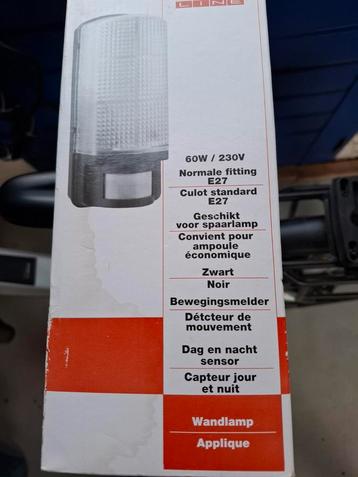 LINE
60W / 230V
Normale fitting
E27
Culot standard
E27
Geschikt
voor spaarlamp
Convient pour
ampoule
économique
Zwart
Noir
Bewegingsmelder
Détcteur de
mouvement
Dag en nacht
sensor
Capteur jour
et nuit
Wandlamp
Applique